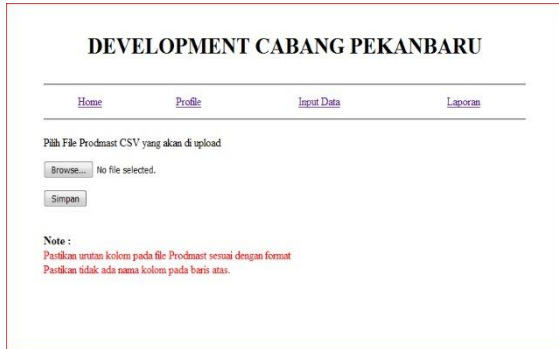 DEVELOPMENT CABANG PEKANBARU
Home Profile Input Data Laporan
Pilih File Prodmast CSV yang akan di upload
Browse... No file selected.
Simpan
Note :
Pastikan urutan kolom pada file Prodmast sesuai dengan format
Pastikan tidak ada nama kolom pada baris atas.